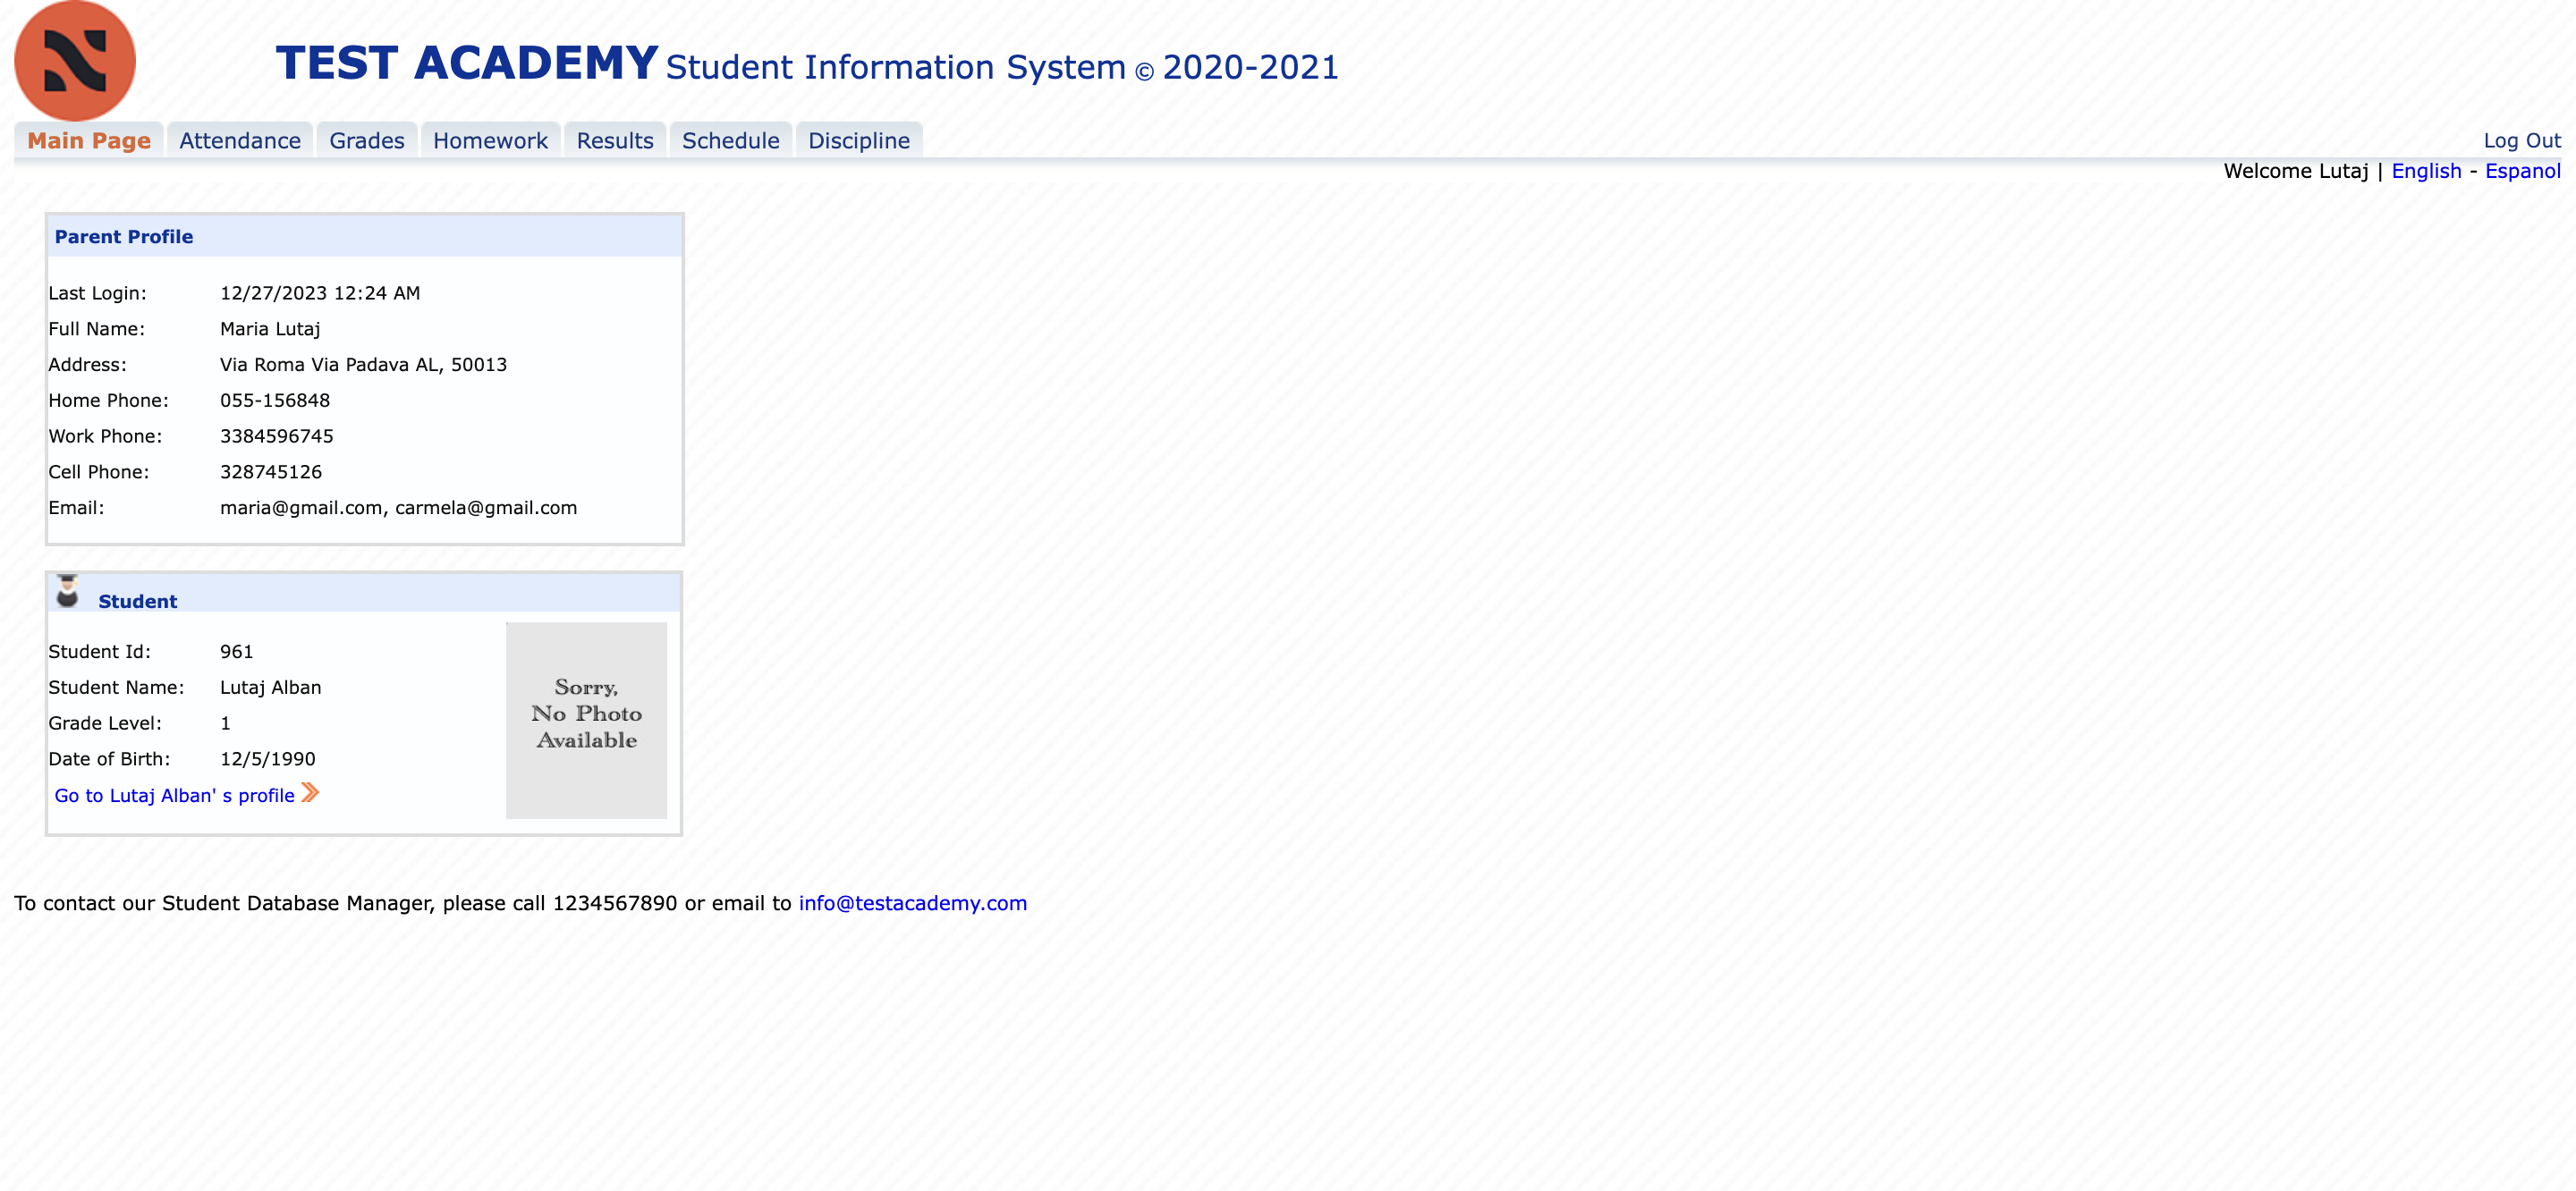 TEST ACADEMY Student Information System © 2020-2021
Main Page Attendance Grades Homework Results Schedule Discipline Log Out
Welcome Lutaj | English - Espanol
Parent Profile
Last Login: 12/27/2023 12:24 AM
Full Name: Maria Lutaj
Address: Via Roma Via Padava AL, 50013
Home Phone: 055-156848
Work Phone: 3384596745
Cell Phone: 328745126
Email: maria@gmail.com, carmela@gmail.com
Student
Student Id: 961
Student Name: Lutaj Alban
Grade Level: 1
Date of Birth: 12/5/1990
Go to Lutaj Alban' s profile
Sorry,
No Photo
Available
To contact our Student Database Manager, please call 1234567890 or email to info@testacademy.com